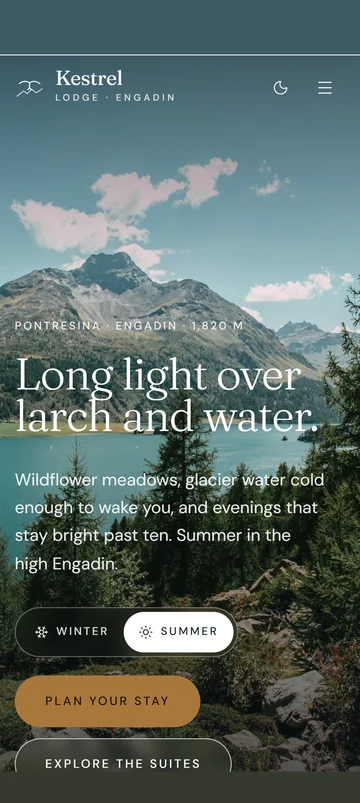 Kestrel
LODGE · ENGADIN
PONTRESINA · ENGADIN · 1,820 M
Long light over
larch and water.
Wildflower meadows, glacier water cold
enough to wake you, and evenings that
stay bright past ten. Summer in the
high Engadin.
WINTER SUMMER
PLAN YOUR STAY
EXPLORE THE SUITES